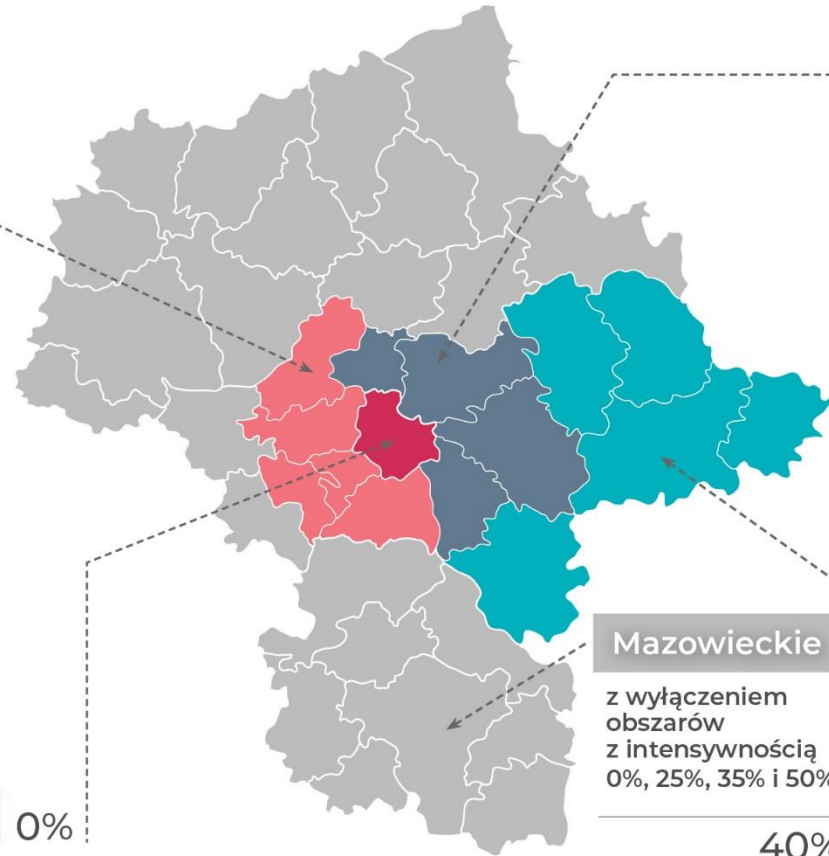 Mazowieckie
z wyłączeniem
obszarów
z intensywnością
0%, 25%, 35% i 50%
40%
0%